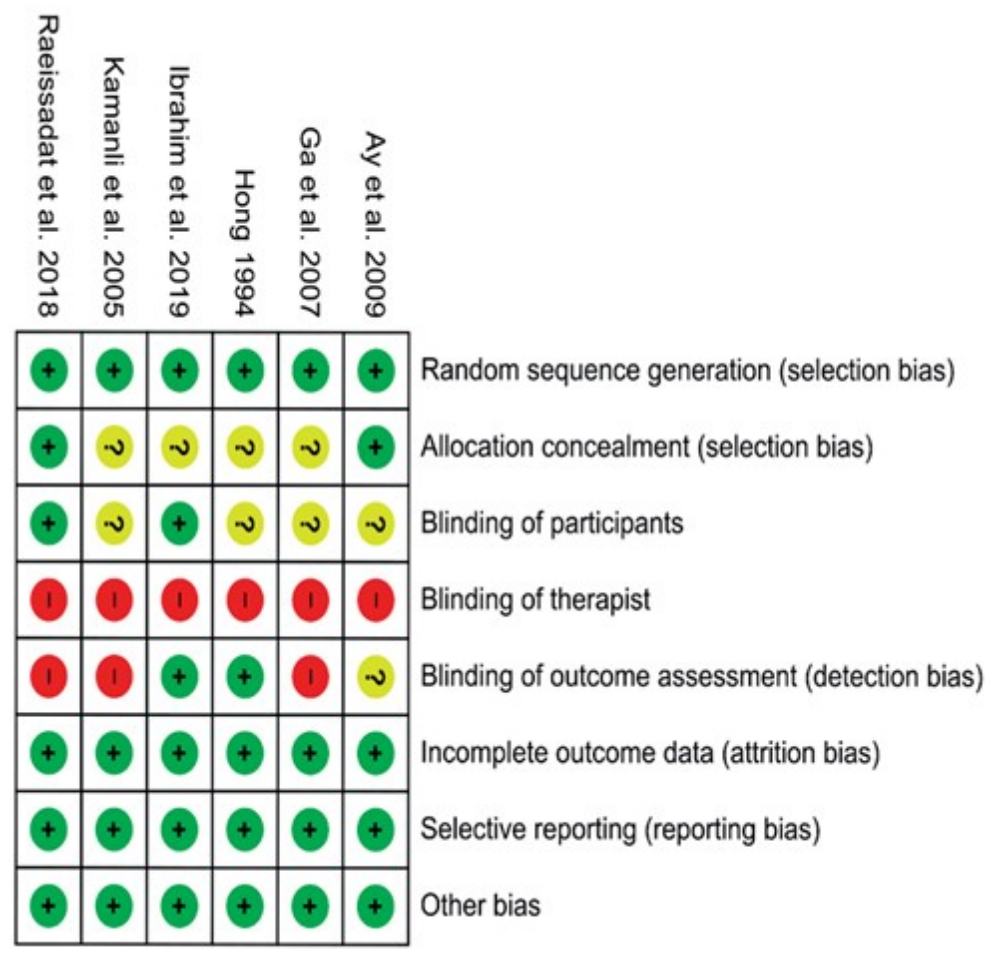 Raeissadat et al. 2018
Kamanli et al. 2005
Ibrahim et al. 2019
Hong 1994
Ga et al. 2007
Ay et al. 2009
+ + + + + + Random sequence generation (selection bias)
+ ? ? ? ? + Allocation concealment (selection bias)
+ ? + ? ? ? Blinding of participants
– – – – – – Blinding of therapist
– – + + – ? Blinding of outcome assessment (detection bias)
+ + + + + + Incomplete outcome data (attrition bias)
+ + + + + + Selective reporting (reporting bias)
+ + + + + + Other bias